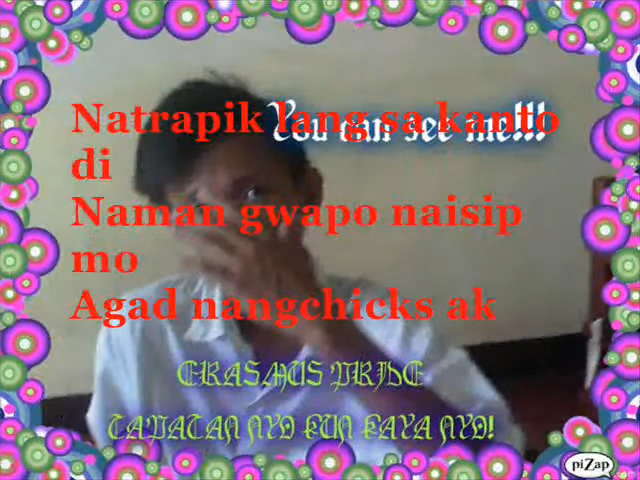 You can see me!!!
Natrapik lang sa kanto
di
Naman gwapo naisip
mo
Agad nangchicks ak
ERASMUS PRIDE
TAPATAN NYO KUN KAYA NYO!
piZap